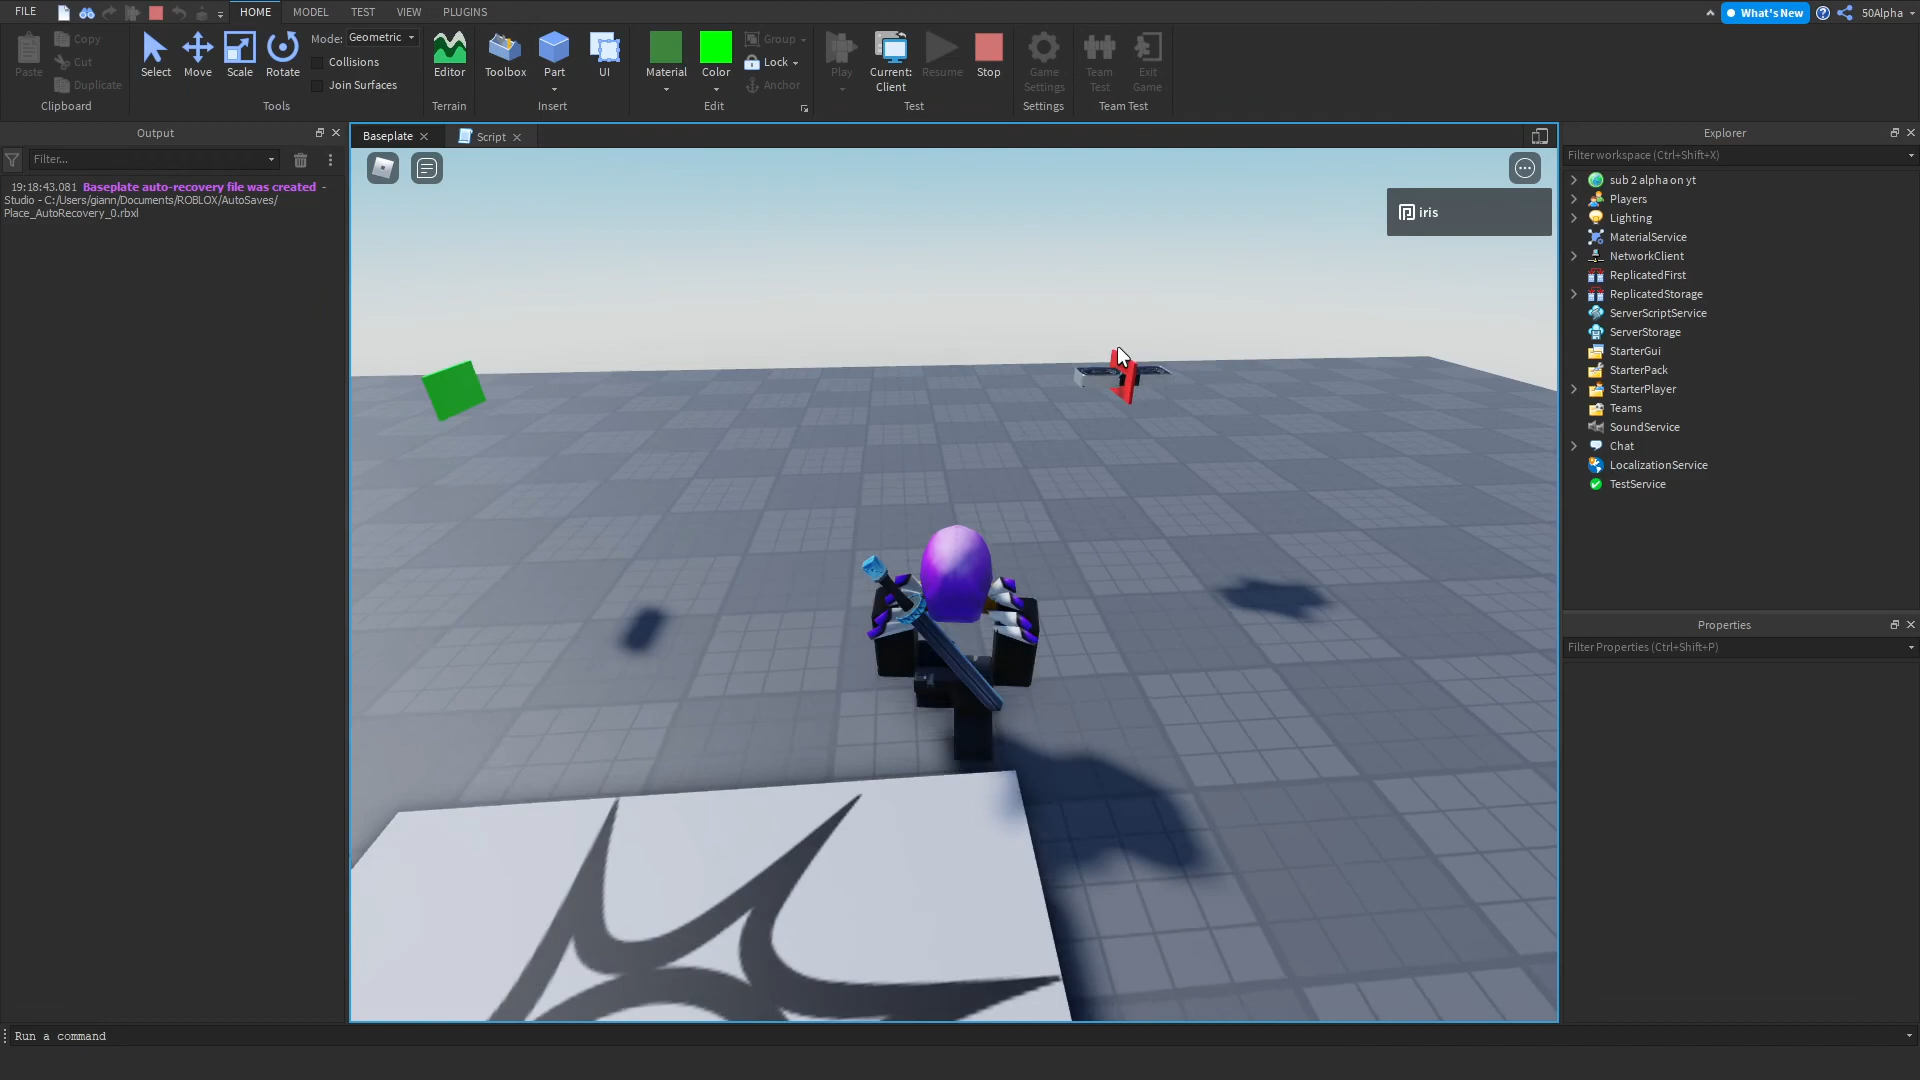 FILE
HOME
MODEL
TEST
VIEW
PLUGINS
What's New
50Alpha
Paste
Copy
Cut
Duplicate
Clipboard
Select
Move
Scale
Rotate
Mode: Geometric
Collisions
Join Surfaces
Tools
Editor
Terrain
Toolbox
Part
UI
Insert
Material
Color
Group
Lock
Anchor
Edit
Play
Current:
Client
Resume
Stop
Test
Game
Settings
Settings
Team
Test
Exit
Game
Team Test
Output
Filter...
19:18:43.081 Baseplate auto-recovery file was created -
Studio - C:/Users/giann/Documents/ROBLOX/AutoSaves/
Place_AutoRecovery_0.rbxl
Baseplate
Script
iris
Explorer
Filter workspace (Ctrl+Shift+X)
sub 2 alpha on yt
Players
Lighting
MaterialService
NetworkClient
ReplicatedFirst
ReplicatedStorage
ServerScriptService
ServerStorage
StarterGui
StarterPack
StarterPlayer
Teams
SoundService
Chat
LocalizationService
TestService
Properties
Filter Properties (Ctrl+Shift+P)
Run a command